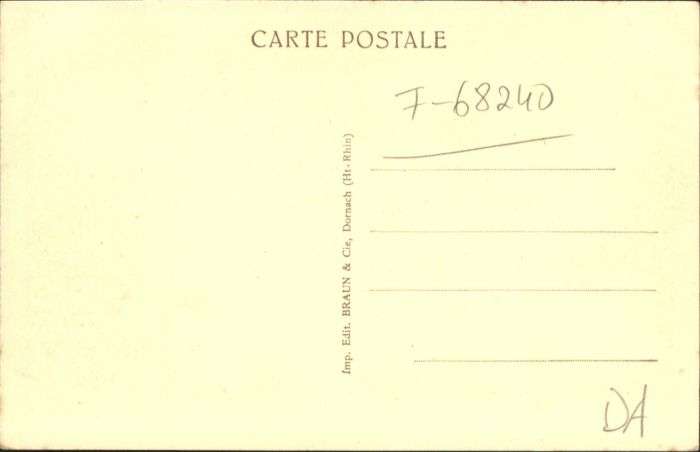 CARTE POSTALE
F-68240
Imp. Edit. BRAUN & Cie, Dornach (Ht-Rhin)
DA